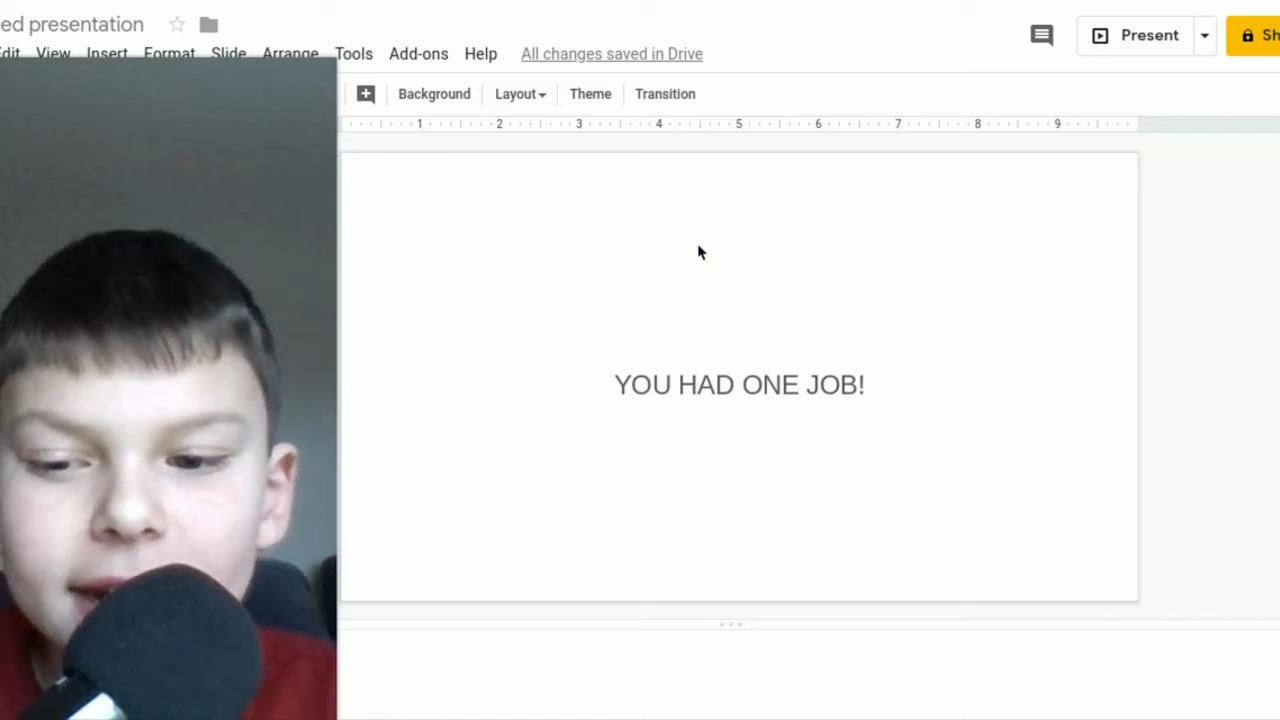 ed presentation
Edit View Insert Format Slide Arrange Tools Add-ons Help All changes saved in Drive
Present
Background Layout Theme Transition
1 2 3 4 5 6 7 8 9
YOU HAD ONE JOB!